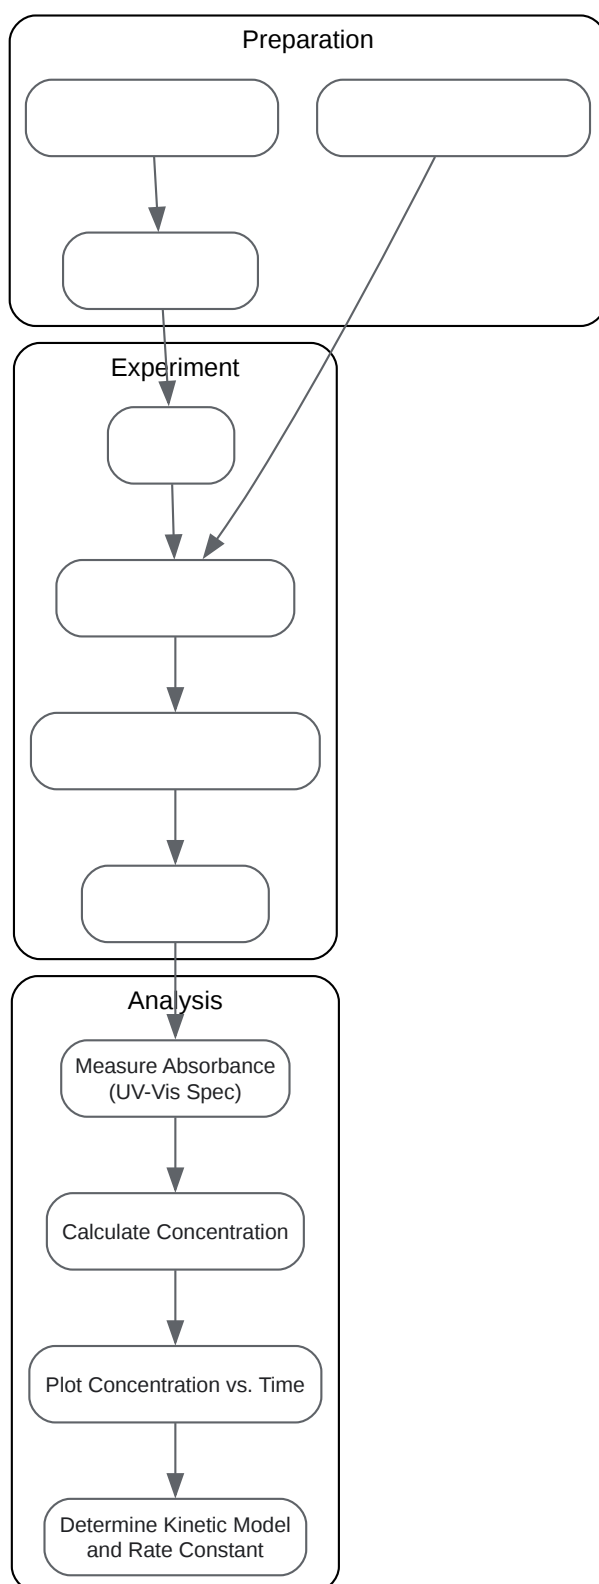 Preparation
Experiment
Analysis
Measure Absorbance
(UV-Vis Spec)
Calculate Concentration
Plot Concentration vs. Time
Determine Kinetic Model
and Rate Constant